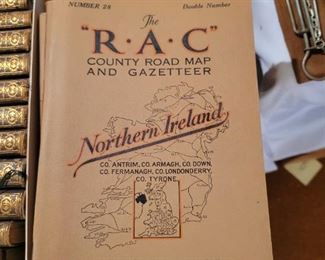 NUMBER 28 Double Number
The
"R·A·C"
COUNTY ROAD MAP
AND GAZETTEER
Northern Ireland
CO. ANTRIM, CO. ARMAGH, CO. DOWN,
CO. FERMANAGH, CO. LONDONDERRY,
CO. TYRONE.